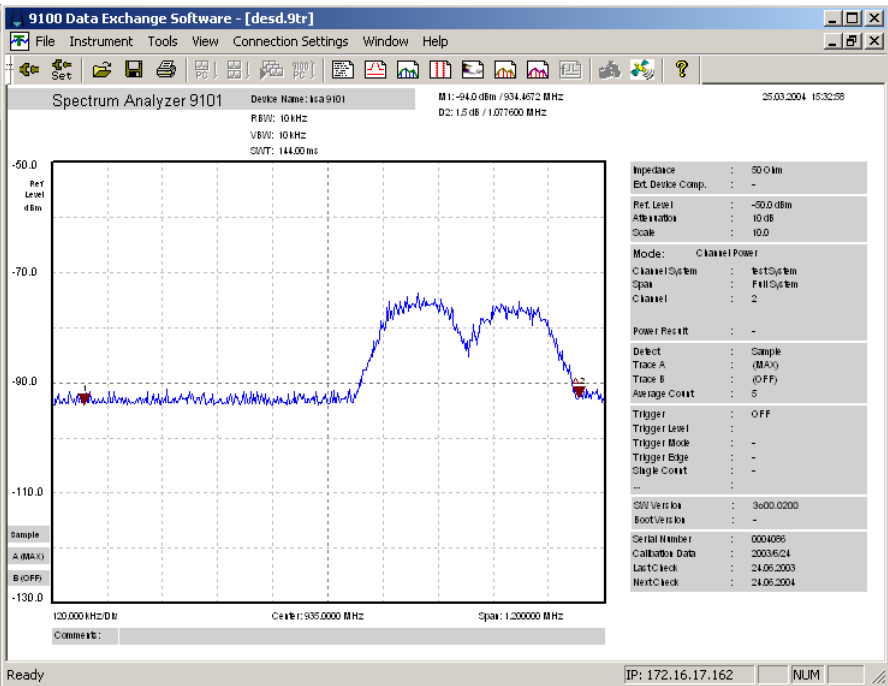 9100 Data Exchange Software - [desd.9tr]
File Instrument Tools View Connection Settings Window Help
Set PC 9100 PC ?
Spectrum Analyzer 9101 Device Name: hsa9101 M1: -94.0 dBm / 934.4672 MHz 25.03.2004 15:32:58
RBW: 10 kHz D2: 1.5 dB / 1.077600 MHz
VBW: 10 kHz
SWT: 144.00 ms
-50.0
Ref
Level
dBm
-70.0
-90.0
-110.0
-130.0
1
2
Sample
A (MAX)
B (OFF)
120.000 kHz/Div Center: 935.0000 MHz Span: 1.200000 MHz
Comments:
Impedance : 50 Ohm
Ext. Device Comp. : -
Ref. Level : -50.0 dBm
Attenuation : 10 dB
Scale : 10.0
Mode: Channel Power
Channel System : testSystem
Span : Full System
Channel : 2
Power Result : -
Detect : Sample
Trace A : (MAX)
Trace B : (OFF)
Average Count : 5
Trigger : OFF
Trigger Level :
Trigger Mode : -
Trigger Edge : -
Single Count : -
... :
SW Version : 3o00.0200
Boot Version : -
Serial Number : 0004086
Calibation Data : 2003/6/24
Last Check : 24.06.2003
Next Check : 24.06.2004
Ready IP: 172.16.17.162 NUM